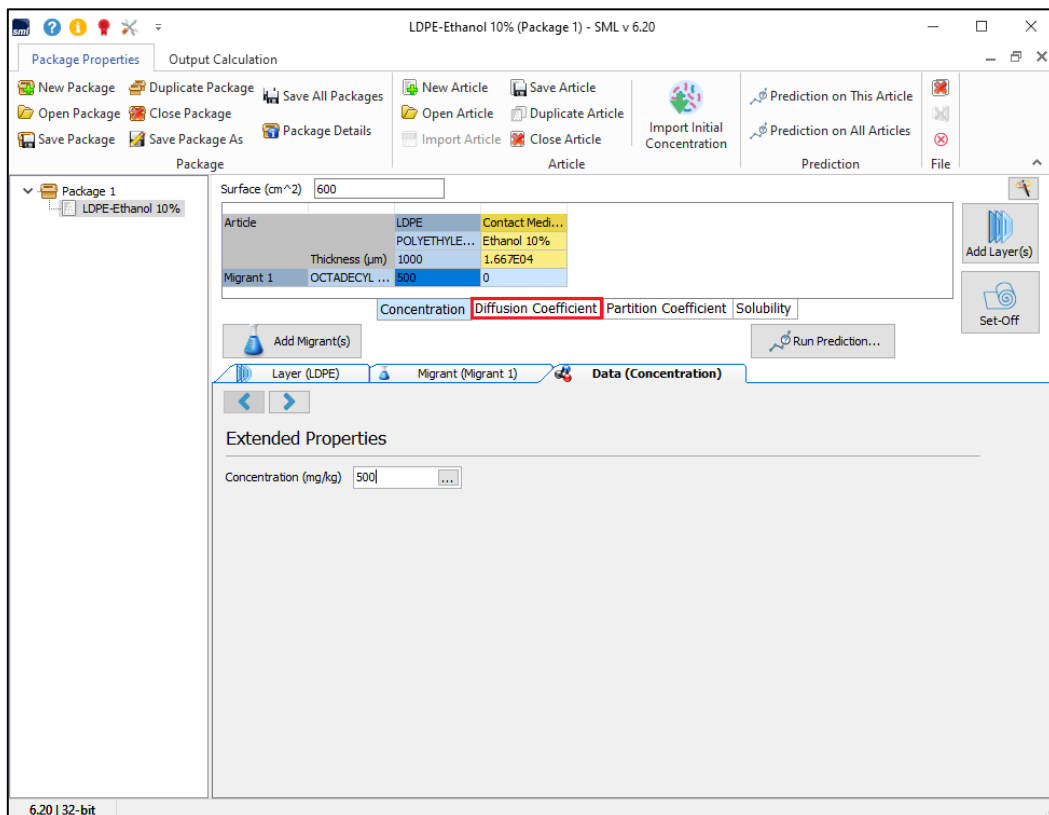 sml
LDPE-Ethanol 10% (Package 1) - SML v 6.20
Package Properties Output Calculation
New Package Duplicate Package Save All Packages New Article Save Article Prediction on This Article
Open Package Close Package Open Article Duplicate Article Import Initial Concentration Prediction on All Articles
Save Package Save Package As Package Details Import Article Close Article
Package Article Prediction File
Package 1
LDPE-Ethanol 10%
Surface (cm^2) 600
Article LDPE Contact Medi...
POLYETHYLE... Ethanol 10%
Thickness (μm) 1000 1.667E04
Migrant 1 OCTADECYL ... 500 0
Add Layer(s)
Set-Off
Concentration Diffusion Coefficient Partition Coefficient Solubility
Add Migrant(s) Run Prediction...
Layer (LDPE) Migrant (Migrant 1) Data (Concentration)
Extended Properties
Concentration (mg/kg) 500 ...
6.20 | 32-bit